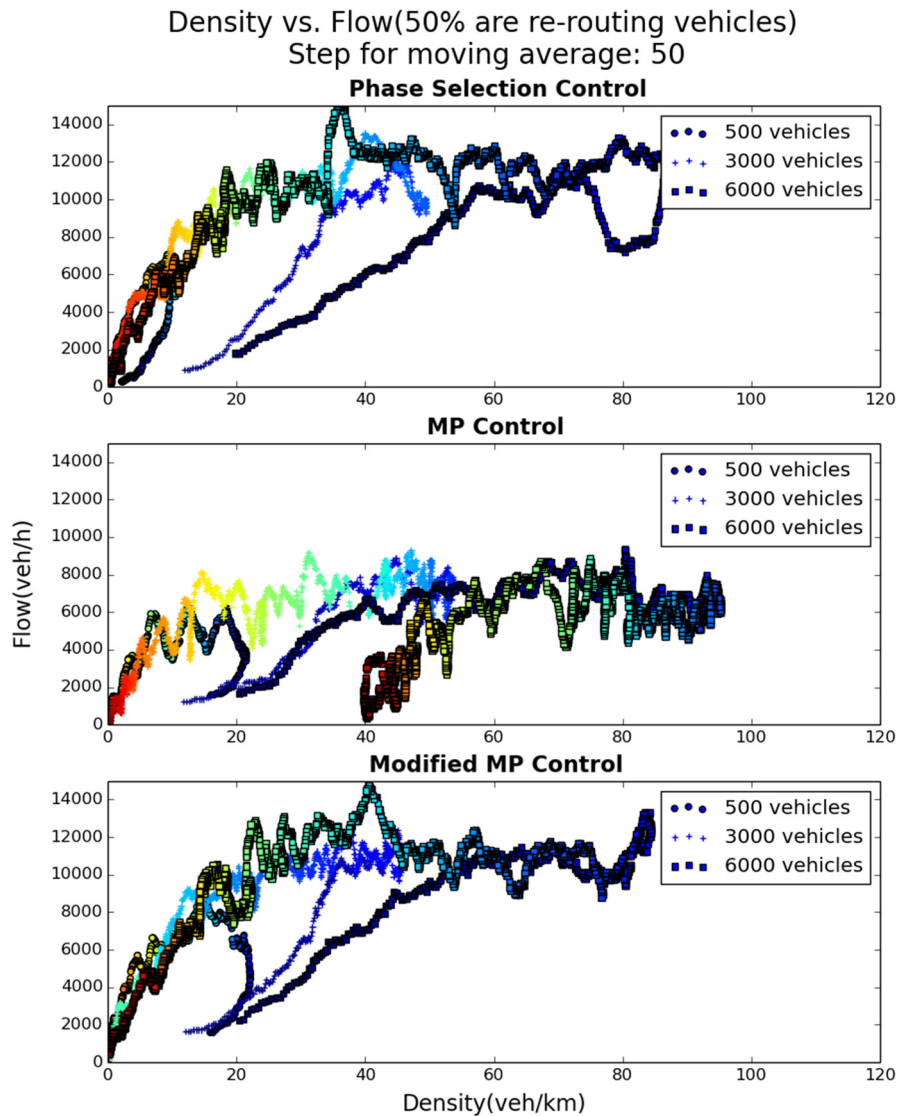 Density vs. Flow(50% are re-routing vehicles)
Step for moving average: 50
Phase Selection Control
14000
12000
10000
8000
6000
4000
2000
0
0 20 40 60 80 100 120
500 vehicles
3000 vehicles
6000 vehicles
MP Control
14000
12000
10000
8000
6000
4000
2000
0
0 20 40 60 80 100 120
500 vehicles
3000 vehicles
6000 vehicles
Flow(veh/h)
Modified MP Control
14000
12000
10000
8000
6000
4000
2000
0
0 20 40 60 80 100 120
500 vehicles
3000 vehicles
6000 vehicles
Density(veh/km)